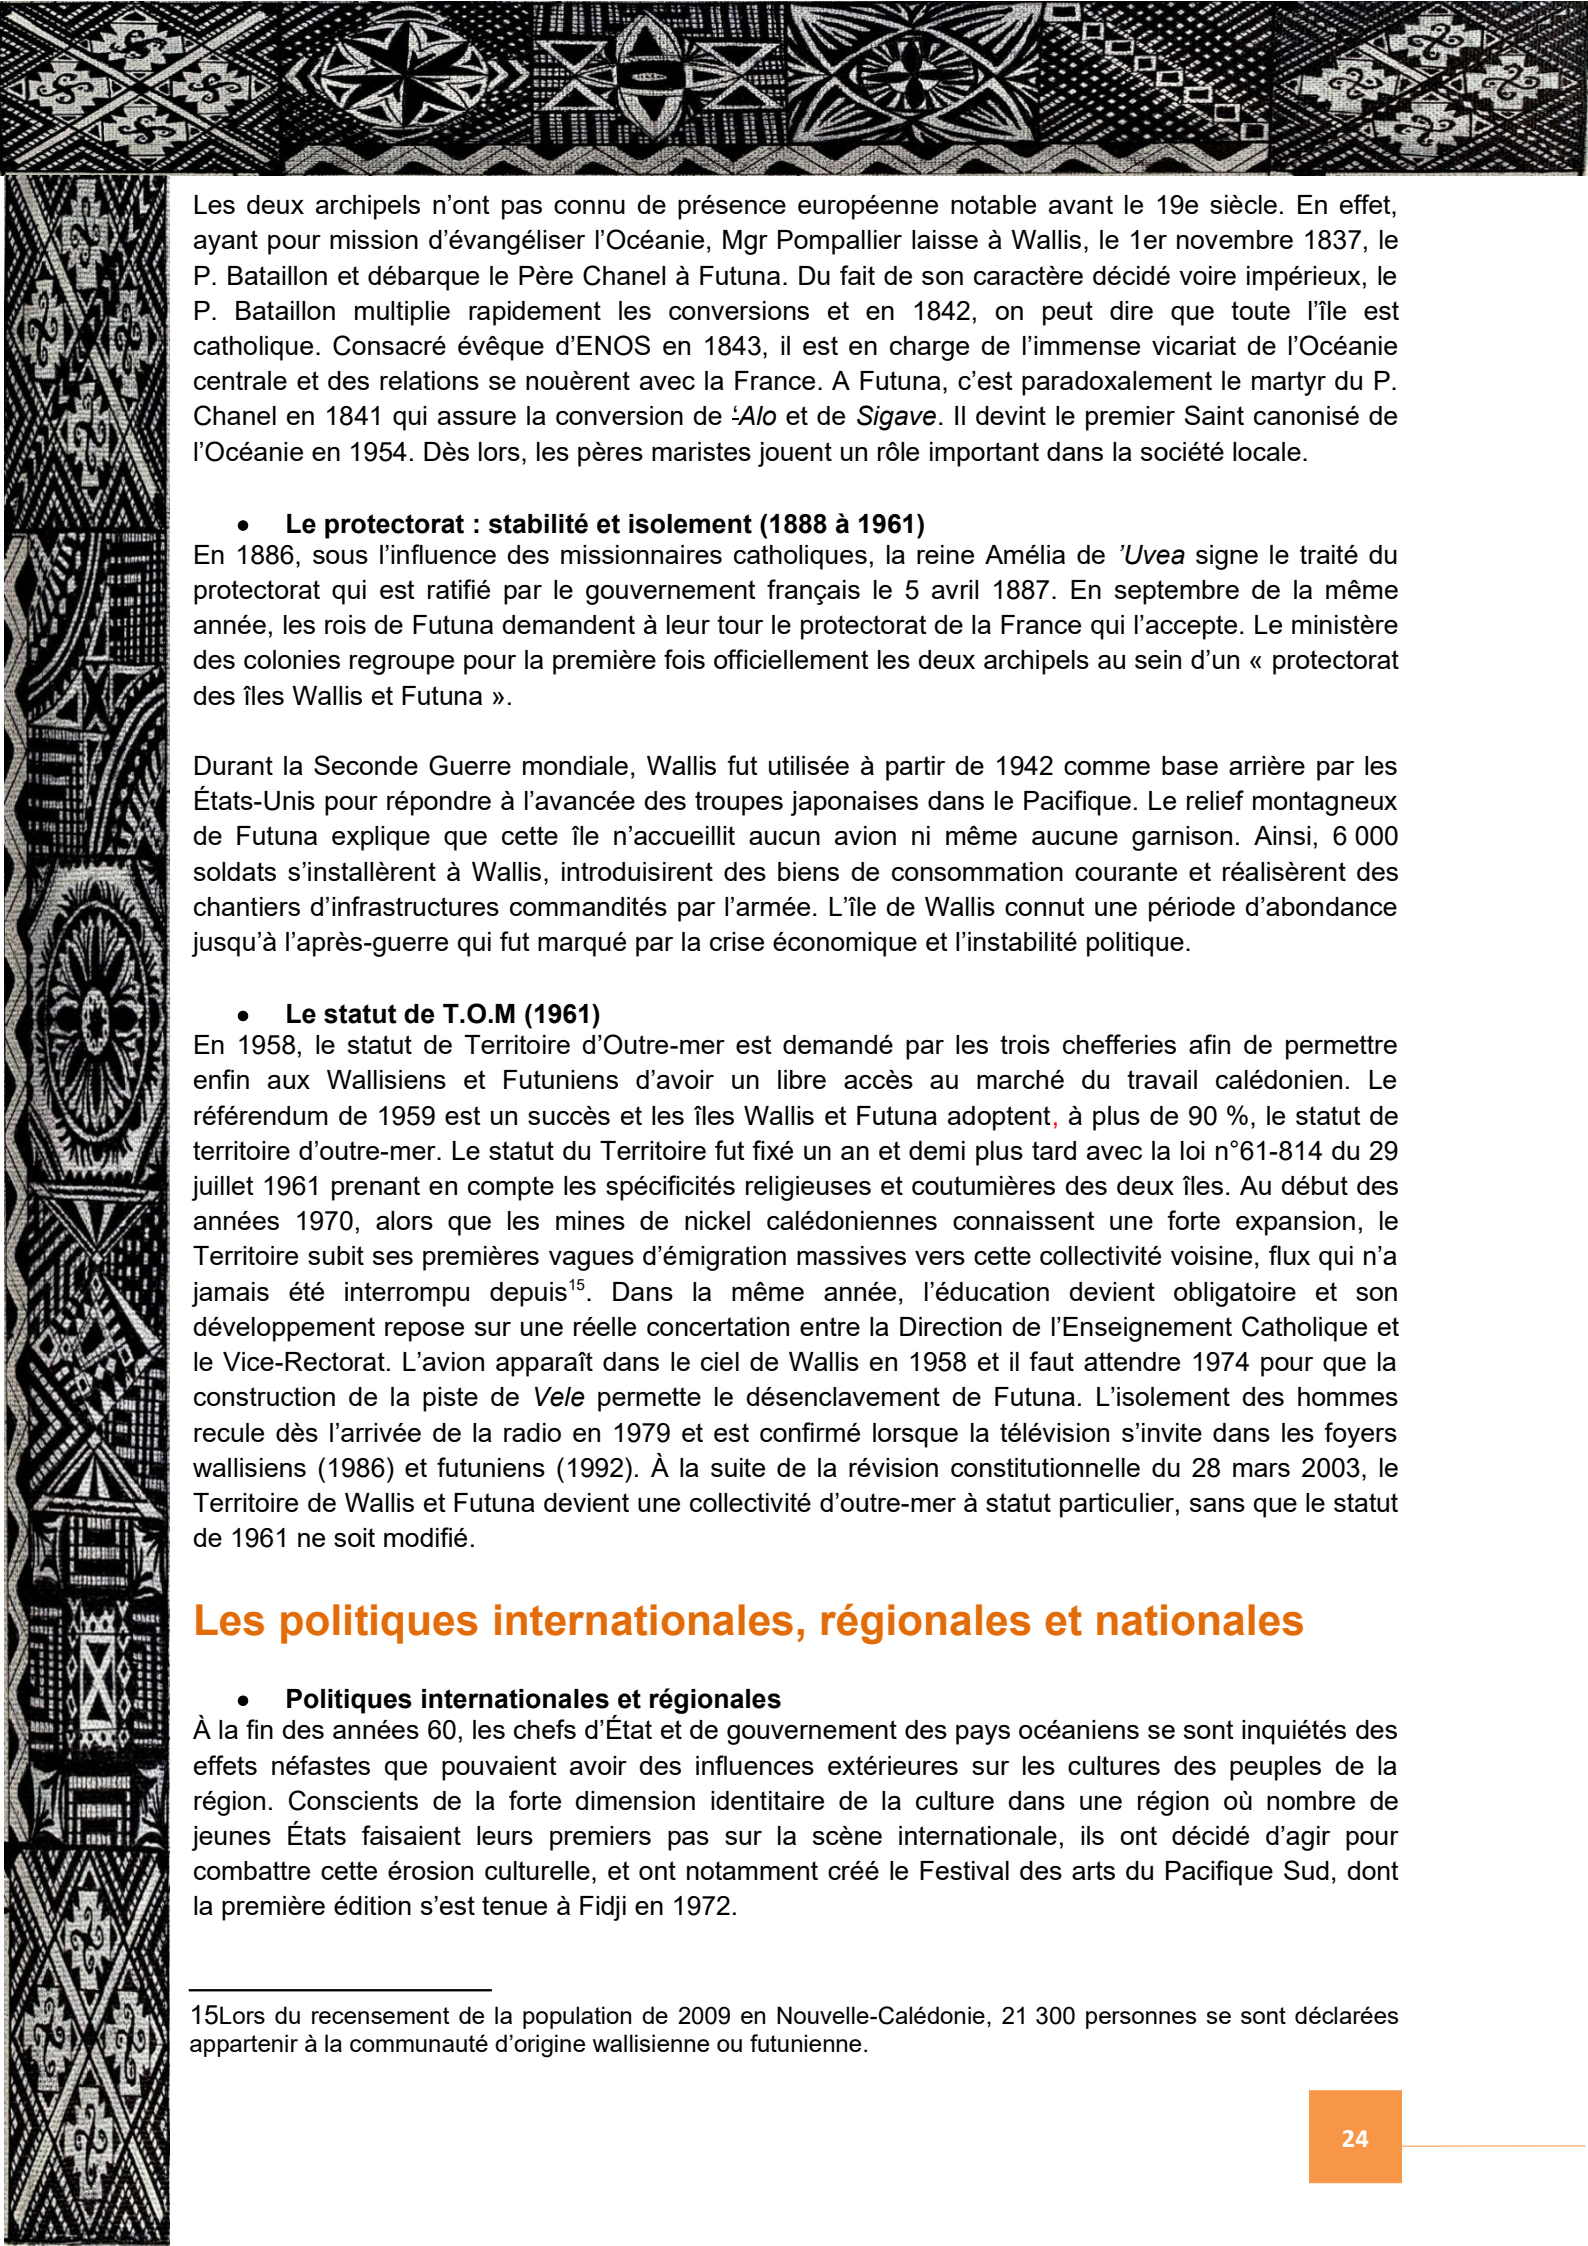 Les deux archipels n’ont pas connu de présence européenne notable avant le 19e siècle. En effet,
ayant pour mission d’évangéliser l’Océanie, Mgr Pompallier laisse à Wallis, le 1er novembre 1837, le
P. Bataillon et débarque le Père Chanel à Futuna. Du fait de son caractère décidé voire impérieux, le
P. Bataillon multiplie rapidement les conversions et en 1842, on peut dire que toute l’île est
catholique. Consacré évêque d’ENOS en 1843, il est en charge de l’immense vicariat de l’Océanie
centrale et des relations se nouèrent avec la France. A Futuna, c’est paradoxalement le martyr du P.
Chanel en 1841 qui assure la conversion de ‘Alo et de Sigave. Il devint le premier Saint canonisé de
l’Océanie en 1954. Dès lors, les pères maristes jouent un rôle important dans la société locale.
• Le protectorat : stabilité et isolement (1888 à 1961)
En 1886, sous l’influence des missionnaires catholiques, la reine Amélia de ’Uvea signe le traité du
protectorat qui est ratifié par le gouvernement français le 5 avril 1887. En septembre de la même
année, les rois de Futuna demandent à leur tour le protectorat de la France qui l’accepte. Le ministère
des colonies regroupe pour la première fois officiellement les deux archipels au sein d’un « protectorat
des îles Wallis et Futuna ».
Durant la Seconde Guerre mondiale, Wallis fut utilisée à partir de 1942 comme base arrière par les
États-Unis pour répondre à l’avancée des troupes japonaises dans le Pacifique. Le relief montagneux
de Futuna explique que cette île n’accueillit aucun avion ni même aucune garnison. Ainsi, 6 000
soldats s’installèrent à Wallis, introduisirent des biens de consommation courante et réalisèrent des
chantiers d’infrastructures commandités par l’armée. L’île de Wallis connut une période d’abondance
jusqu’à l’après-guerre qui fut marqué par la crise économique et l’instabilité politique.
• Le statut de T.O.M (1961)
En 1958, le statut de Territoire d’Outre-mer est demandé par les trois chefferies afin de permettre
enfin aux Wallisiens et Futuniens d’avoir un libre accès au marché du travail calédonien. Le
référendum de 1959 est un succès et les îles Wallis et Futuna adoptent, à plus de 90 %, le statut de
territoire d’outre-mer. Le statut du Territoire fut fixé un an et demi plus tard avec la loi n°61-814 du 29
juillet 1961 prenant en compte les spécificités religieuses et coutumières des deux îles. Au début des
années 1970, alors que les mines de nickel calédoniennes connaissent une forte expansion, le
Territoire subit ses premières vagues d’émigration massives vers cette collectivité voisine, flux qui n’a
jamais été interrompu depuis15. Dans la même année, l’éducation devient obligatoire et son
développement repose sur une réelle concertation entre la Direction de l’Enseignement Catholique et
le Vice-Rectorat. L’avion apparaît dans le ciel de Wallis en 1958 et il faut attendre 1974 pour que la
construction de la piste de Vele permette le désenclavement de Futuna. L’isolement des hommes
recule dès l’arrivée de la radio en 1979 et est confirmé lorsque la télévision s’invite dans les foyers
wallisiens (1986) et futuniens (1992). À la suite de la révision constitutionnelle du 28 mars 2003, le
Territoire de Wallis et Futuna devient une collectivité d’outre-mer à statut particulier, sans que le statut
de 1961 ne soit modifié.
Les politiques internationales, régionales et nationales
• Politiques internationales et régionales
À la fin des années 60, les chefs d’État et de gouvernement des pays océaniens se sont inquiétés des
effets néfastes que pouvaient avoir des influences extérieures sur les cultures des peuples de la
région. Conscients de la forte dimension identitaire de la culture dans une région où nombre de
jeunes États faisaient leurs premiers pas sur la scène internationale, ils ont décidé d’agir pour
combattre cette érosion culturelle, et ont notamment créé le Festival des arts du Pacifique Sud, dont
la première édition s’est tenue à Fidji en 1972.
15Lors du recensement de la population de 2009 en Nouvelle-Calédonie, 21 300 personnes se sont déclarées
appartenir à la communauté d’origine wallisienne ou futunienne.
24